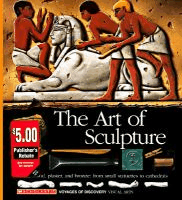 The Art of
Sculpture
$5.00
Publisher's
Rebate
plaster, and bronze: from small statuettes to cathedrals
SCHOLASTIC VOYAGES OF DISCOVERY VISUAL ARTS